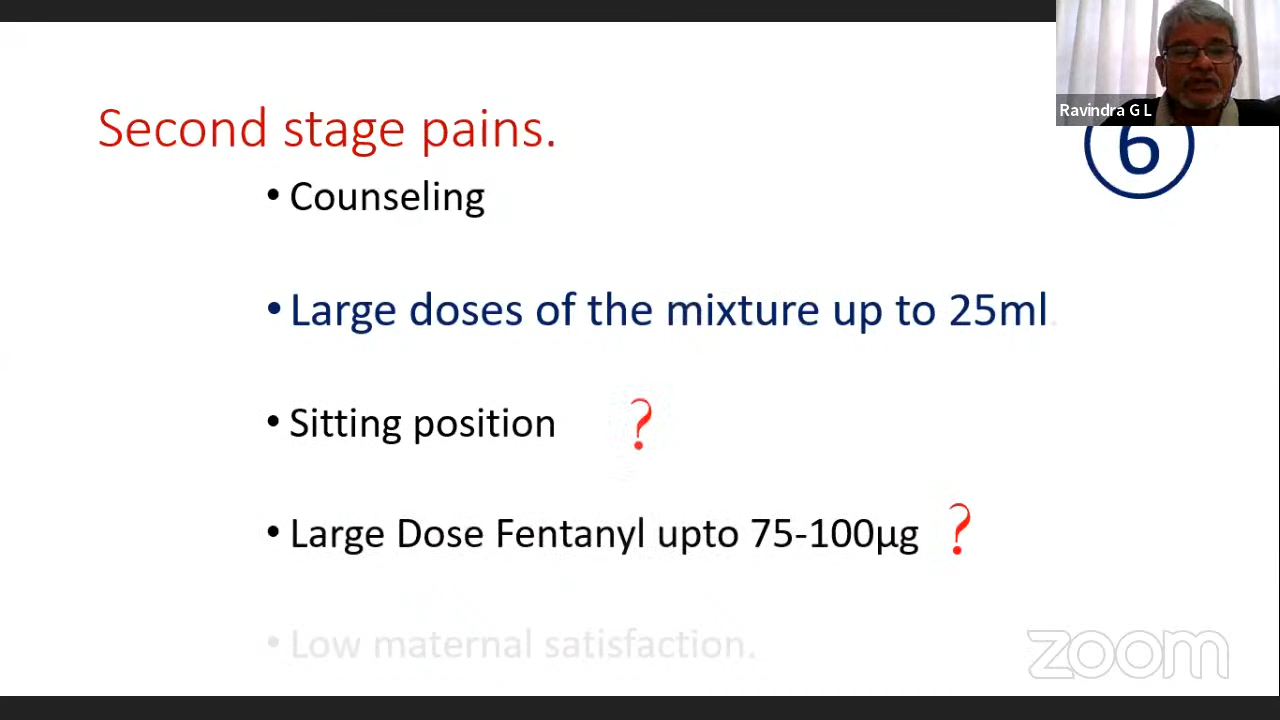 Ravindra G L
6
Second stage pains.
• Counseling
• Large doses of the mixture up to 25ml.
• Sitting position ?
• Large Dose Fentanyl upto 75-100µg ?
• Low maternal satisfaction.
zoom